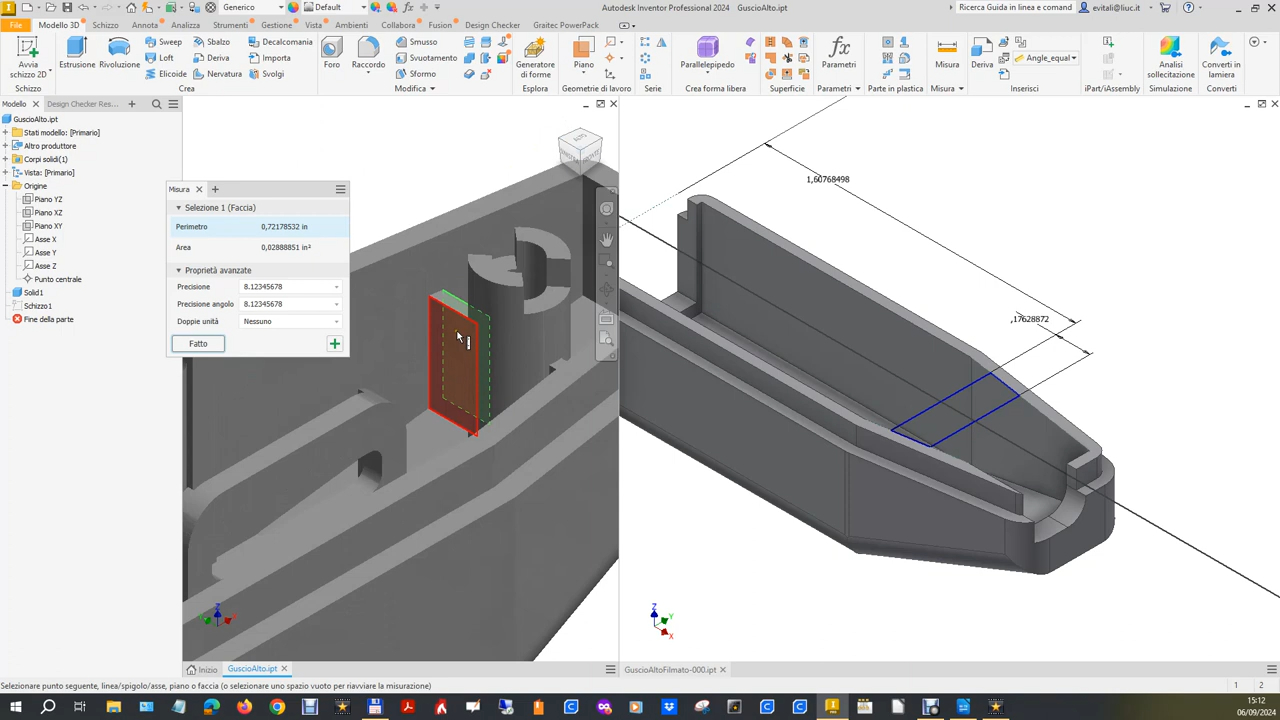 Generico
Default
Autodesk Inventor Professional 2024   GuscioAlto.ipt
Ricerca Guida in linea e comandi
evitali@liuc.it
File
Modello 3D
Schizzo
Annota
Analizza
Strumenti
Gestione
Vista
Ambienti
Collabora
Fusion
Design Checker
Graitec PowerPack
Avvia schizzo 2D
Estrusione
Rivoluzione
Sweep
Sbalzo
Decalcomania
Loft
Deriva
Importa
Elicoide
Nervatura
Svolgi
Foro
Raccordo
Smusso
Svuotamento
Sformo
Generatore di forme
Piano
Parallelepipedo
Parametri
Misura
Deriva
Angle_equal
Analisi sollecitazione
Converti in lamiera
Schizzo
Crea
Modifica
Esplora
Geometrie di lavoro
Serie
Crea forma libera
Superficie
Parametri
Parte in plastica
Misura
Inserisci
iPart/iAssembly
Simulazione
Converti
Modello
Design Checker Res...
GuscioAlto.ipt
Stati modello: [Primario]
Altro produttore
Corpi solidi(1)
Vista: [Primario]
Origine
Piano YZ
Piano XZ
Piano XY
Asse X
Asse Y
Asse Z
Punto centrale
Solid1
Schizzo1
Fine della parte
Misura
Selezione 1 (Faccia)
Perimetro 0,72178532 in
Area 0,02888851 in²
Proprietà avanzate
Precisione 8.12345678
Precisione angolo 8.12345678
Doppie unità Nessuno
Fatto
ALTO
1,60768498
,17628872
Z
X
Z
Y
X
Inizio
GuscioAlto.ipt
GuscioAltoFilmato-000.ipt
Selezionare punto seguente, linea/spigolo/asse, piano o faccia (o selezionare uno spazio vuoto per riavviare la misurazione)
1
2
15:12
06/09/2024